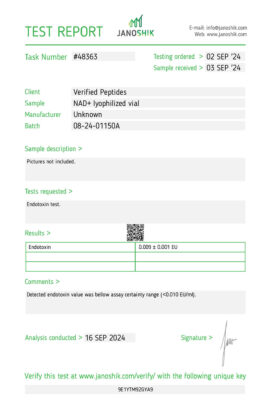 TEST REPORT
JANOSHIK
E-mail: info@janoshik.com
Web: www.janoshik.com
Task Number #48363
Testing ordered > 02 SEP '24
Sample received > 03 SEP '24
Client Verified Peptides
Sample NAD+ lyophilized vial
Manufacturer Unknown
Batch 08-24-01150A
Sample description >
Pictures not included.
Tests requested >
Endotoxin test.
Results >
Endotoxin 0.009 ± 0.001 EU
Comments >
Detected endotoxin value was bellow assay certainty range (<0.010 EU/ml).
Analysis conducted > 16 SEP 2024
Signature >
Verify this test at www.janoshik.com/verify/ with the following unique key
9E1YTM92GYA9